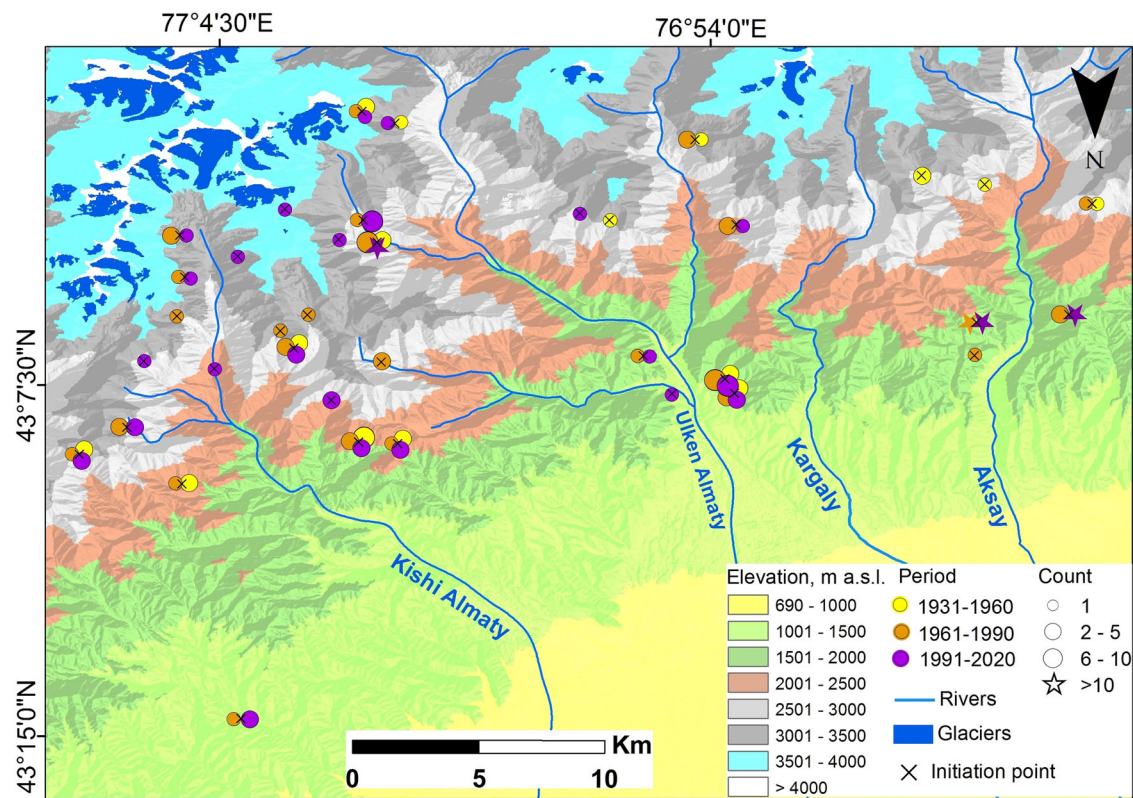 77°4'30"E
76°54'0"E
N
43°7'30"N
43°15'0"N
Ulken Almaty
Kargaly
Aksay
Kishi Almaty
Km
0 5 10
Elevation, m a.s.l.
690 - 1000
1001 - 1500
1501 - 2000
2001 - 2500
2501 - 3000
3001 - 3500
3501 - 4000
> 4000
Period
1931-1960
1961-1990
1991-2020
Rivers
Glaciers
Initiation point
Count
1
2 - 5
6 - 10
>10